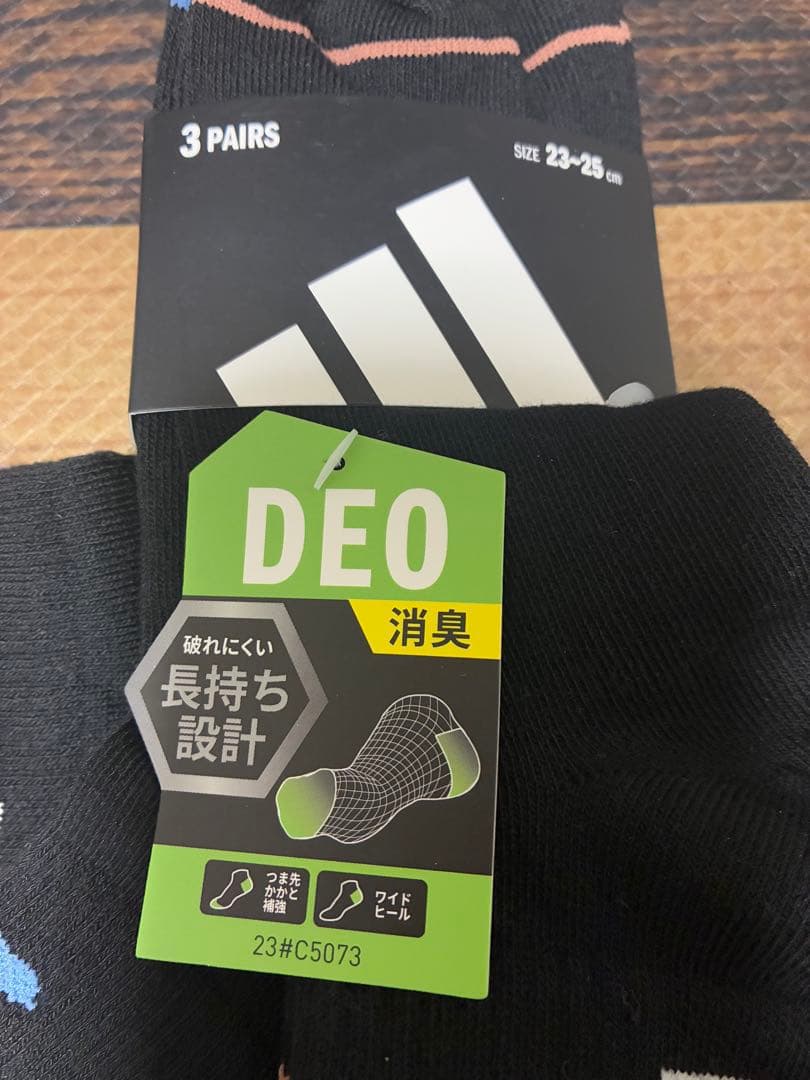 3 PAIRS
SIZE 23~25 cm
DEO
消臭
破れにくい
長持ち
設計
つま先
かかと
補強
ワイド
ヒール
23#C5073